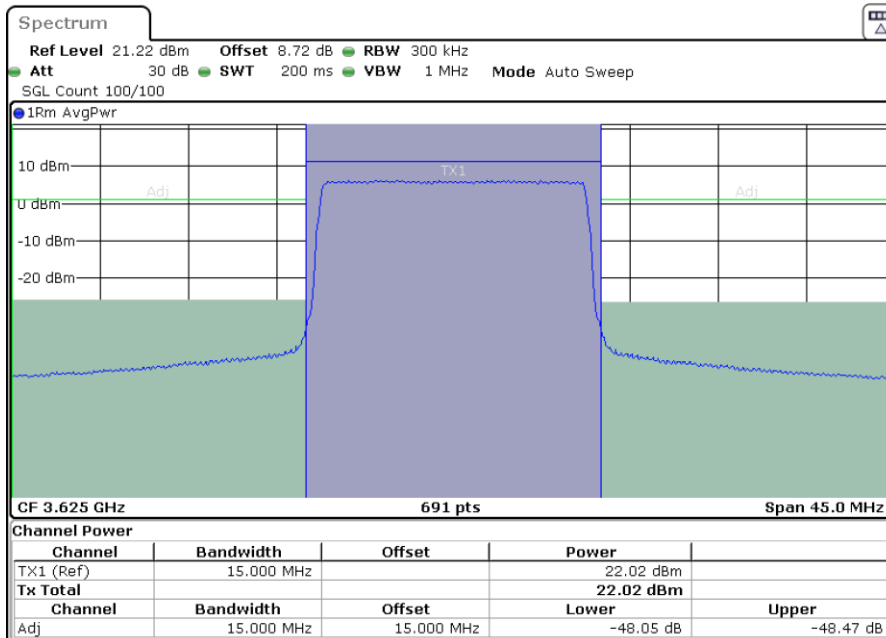 Spectrum
Ref Level 21.22 dBm Offset 8.72 dB RBW 300 kHz
Att 30 dB SWT 200 ms VBW 1 MHz Mode Auto Sweep
SGL Count 100/100
1Rm AvgPwr
10 dBm
TX1
Adj Adj
0 dBm
-10 dBm
-20 dBm
CF 3.625 GHz 691 pts Span 45.0 MHz
Channel Power
Channel Bandwidth Offset Power
TX1 (Ref) 15.000 MHz 22.02 dBm
Tx Total 22.02 dBm
Channel Bandwidth Offset Lower Upper
Adj 15.000 MHz 15.000 MHz -48.05 dB -48.47 dB